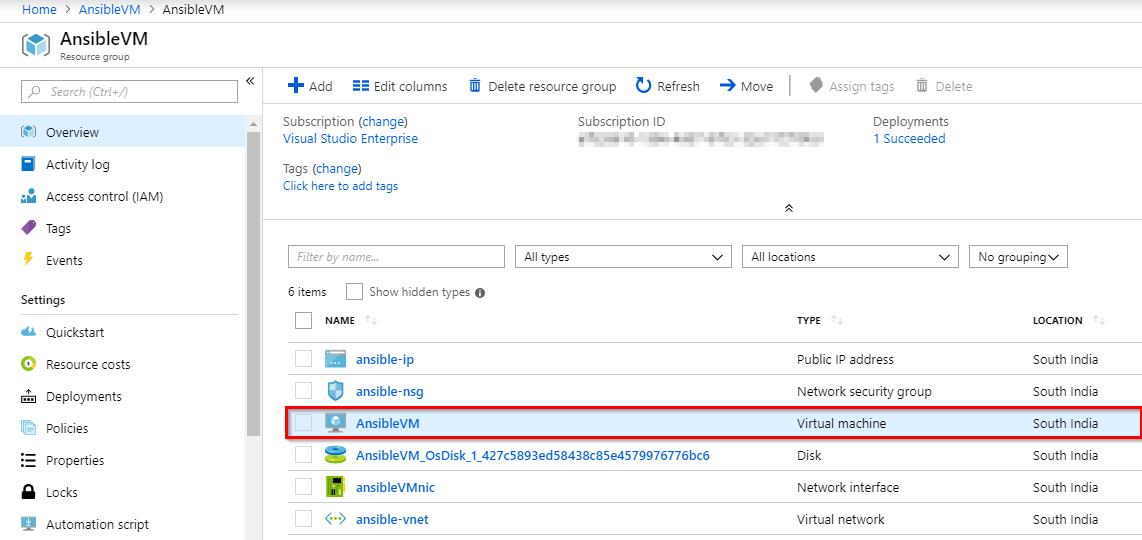 Home > AnsibleVM > AnsibleVM
AnsibleVM
Resource group
Search (Ctrl+/)
Overview
Activity log
Access control (IAM)
Tags
Events
Settings
Quickstart
Resource costs
Deployments
Policies
Properties
Locks
Automation script
Add Edit columns Delete resource group Refresh Move Assign tags Delete
Subscription (change) Subscription ID Deployments
Visual Studio Enterprise 1 Succeeded
Tags (change)
Click here to add tags
Filter by name... All types All locations No grouping
6 items Show hidden types
NAME TYPE LOCATION
ansible-ip Public IP address South India
ansible-nsg Network security group South India
AnsibleVM Virtual machine South India
AnsibleVM_OsDisk_1_427c5893ed58438c85e4579976776bc6 Disk South India
ansibleVMnic Network interface South India
ansible-vnet Virtual network South India